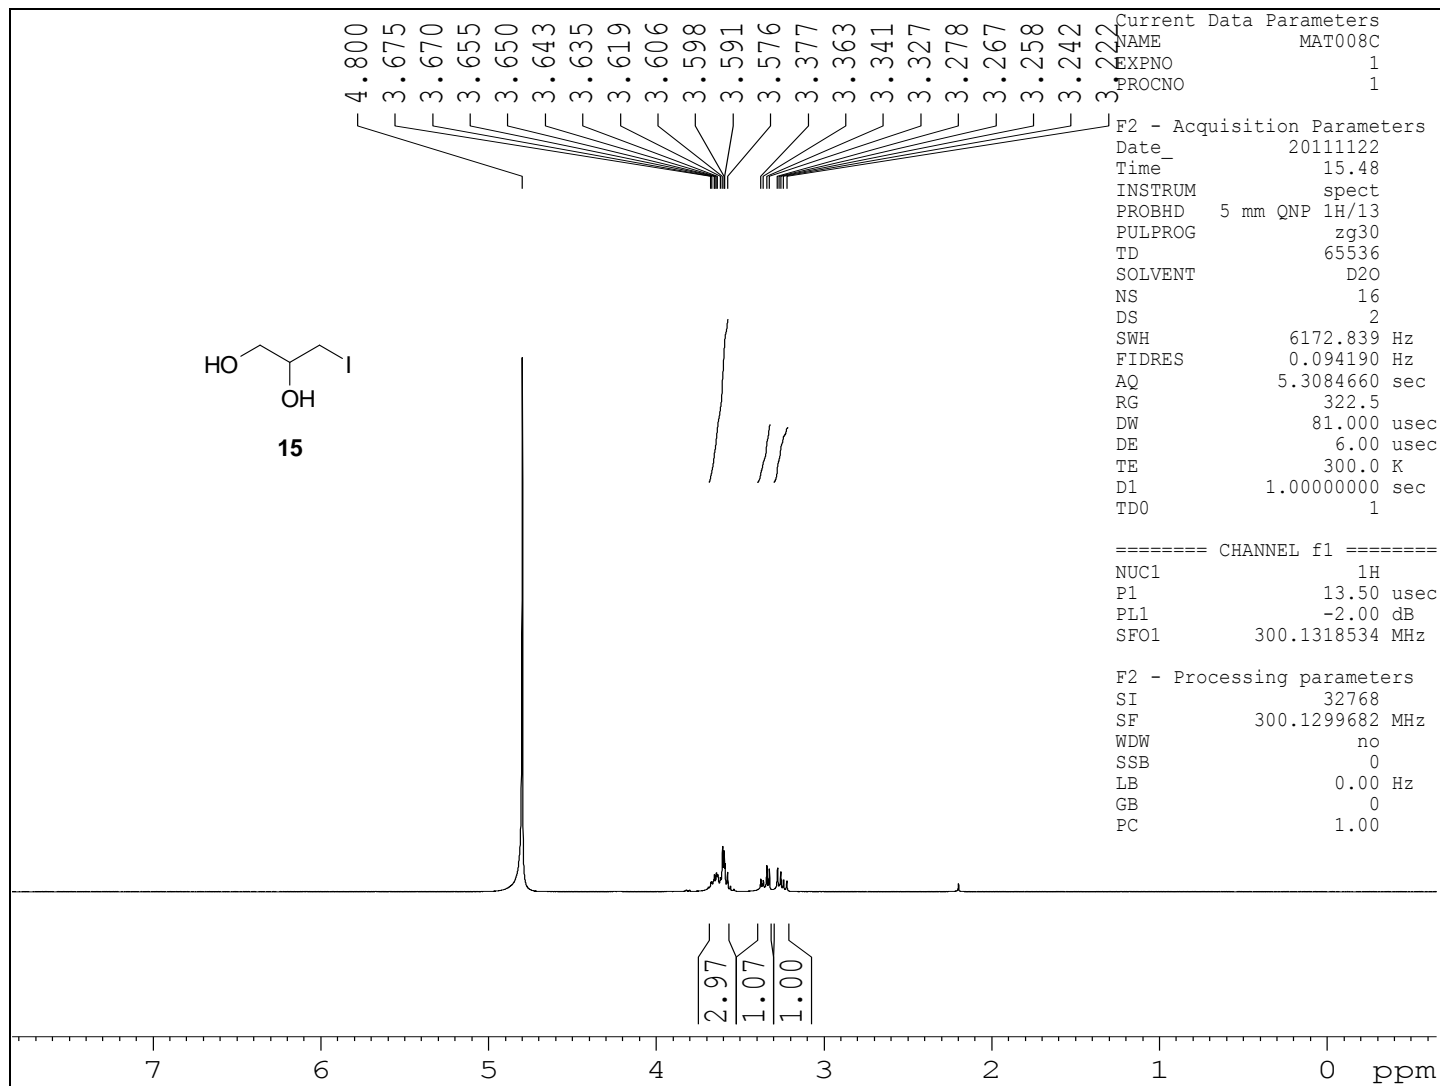 4.800
3.675
3.670
3.655
3.650
3.643
3.635
3.619
3.606
3.598
3.591
3.576
3.377
3.363
3.341
3.327
3.278
3.267
3.258
3.242
3.222
Current Data Parameters
NAME MAT008C
EXPNO 1
PROCNO 1
F2 - Acquisition Parameters
Date_ 20111122
Time 15.48
INSTRUM spect
PROBHD 5 mm QNP 1H/13
PULPROG zg30
TD 65536
SOLVENT D2O
NS 16
DS 2
SWH 6172.839 Hz
FIDRES 0.094190 Hz
AQ 5.3084660 sec
RG 322.5
DW 81.000 usec
DE 6.00 usec
TE 300.0 K
D1 1.00000000 sec
TD0 1
======== CHANNEL f1 ========
NUC1 1H
P1 13.50 usec
PL1 -2.00 dB
SFO1 300.1318534 MHz
F2 - Processing parameters
SI 32768
SF 300.1299682 MHz
WDW no
SSB 0
LB 0.00 Hz
GB 0
PC 1.00
HO I
OH
15
2.97
1.07
1.00
7 6 5 4 3 2 1 0 ppm